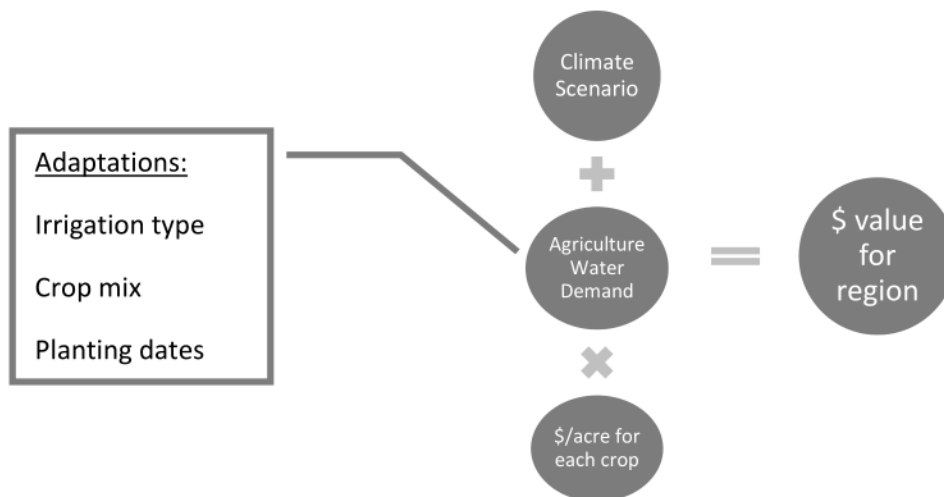 Climate
Scenario
Adaptations:
Irrigation type
Crop mix
Planting dates
Agriculture
Water
Demand
$ value
for
region
$/acre for
each crop